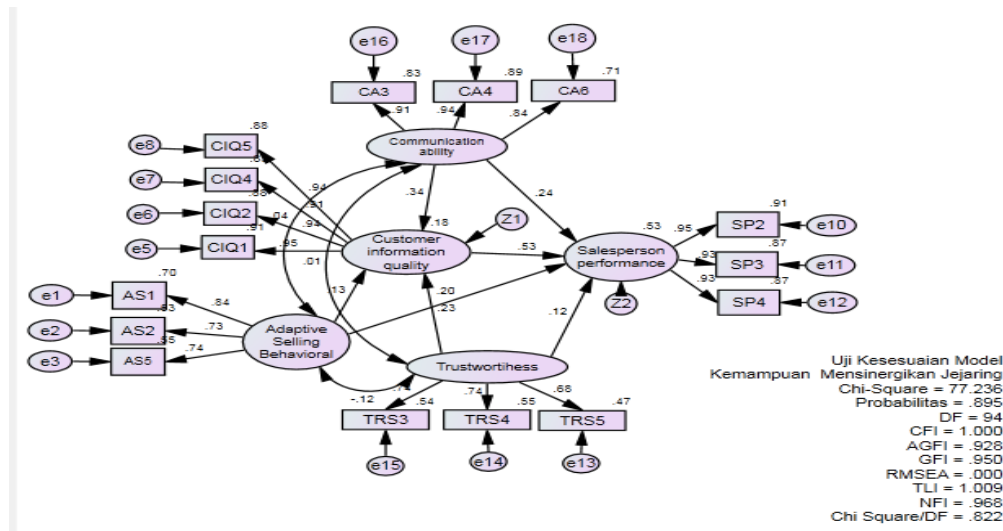 e16
e17
e18
.83
.89
.71
CA3
CA4
CA6
.91
.94
.84
Communication
ability
e8
CIQ5
.88
e7
CIQ4
e6
CIQ2
e5
CIQ1
.91
.94
.91
.94
.95
.04
.01
.34
.24
.18
Z1
Customer
information
quality
.53
.53
Salesperson
performance
Z2
.95
.93
.93
.91
SP2
e10
.87
SP3
e11
.87
SP4
e12
.70
e1
AS1
.84
e2
AS2
.73
e3
AS5
.74
.13
.20
.23
.12
Adaptive
Selling
Behavioral
Trustwortihess
-.12
.74
.68
.54
.55
.47
TRS3
TRS4
TRS5
e15
e14
e13
Uji Kesesuaian Model
Kemampuan Mensinergikan Jejaring
Chi-Square = 77.236
Probabilitas = .895
DF = 94
CFI = 1.000
AGFI = .928
GFI = .950
RMSEA = .000
TLI = 1.009
NFI = .968
Chi Square/DF = .822